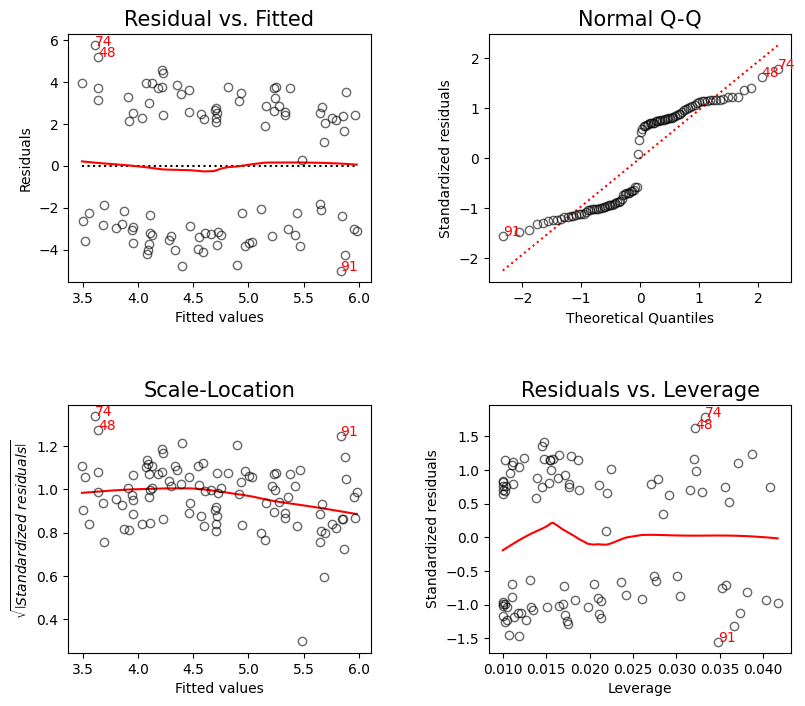 Residual vs. Fitted
Residuals
6
4
2
0
−2
−4
74
48
91
3.5 4.0 4.5 5.0 5.5 6.0
Fitted values
Normal Q-Q
Standardized residuals
2
1
0
−1
−2
74
48
91
−2 −1 0 1 2
Theoretical Quantiles
Scale-Location
√|Standardized residuals|
1.2
1.0
0.8
0.6
0.4
74
48
91
3.5 4.0 4.5 5.0 5.5 6.0
Fitted values
Residuals vs. Leverage
Standardized residuals
1.5
1.0
0.5
0.0
−0.5
−1.0
−1.5
74
48
91
0.010 0.015 0.020 0.025 0.030 0.035 0.040
Leverage